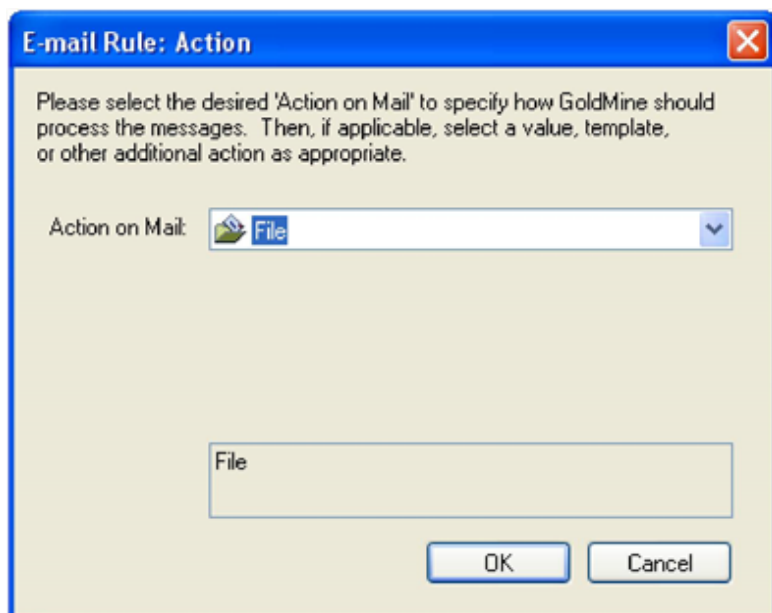 E-mail Rule: Action
Please select the desired 'Action on Mail' to specify how GoldMine should
process the messages. Then, if applicable, select a value, template,
or other additional action as appropriate.
Action on Mail: File
File
OK Cancel